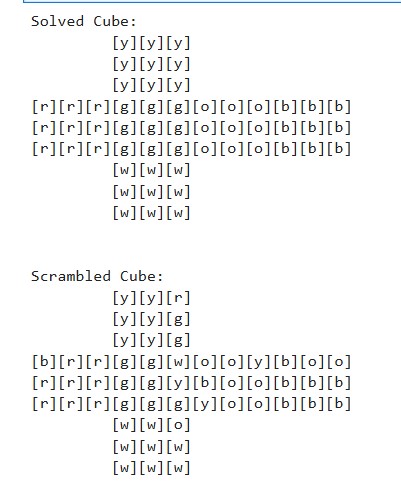 Solved Cube:
[y][y][y]
[y][y][y]
[y][y][y]
[r][r][r][g][g][g][o][o][o][b][b][b]
[r][r][r][g][g][g][o][o][o][b][b][b]
[r][r][r][g][g][g][o][o][o][b][b][b]
[w][w][w]
[w][w][w]
[w][w][w]
Scrambled Cube:
[y][y][r]
[y][y][g]
[y][y][g]
[b][r][r][g][g][w][o][o][y][b][o][o]
[r][r][r][g][g][y][b][o][o][b][b][b]
[r][r][r][g][g][g][y][o][o][b][b][b]
[w][w][o]
[w][w][w]
[w][w][w]